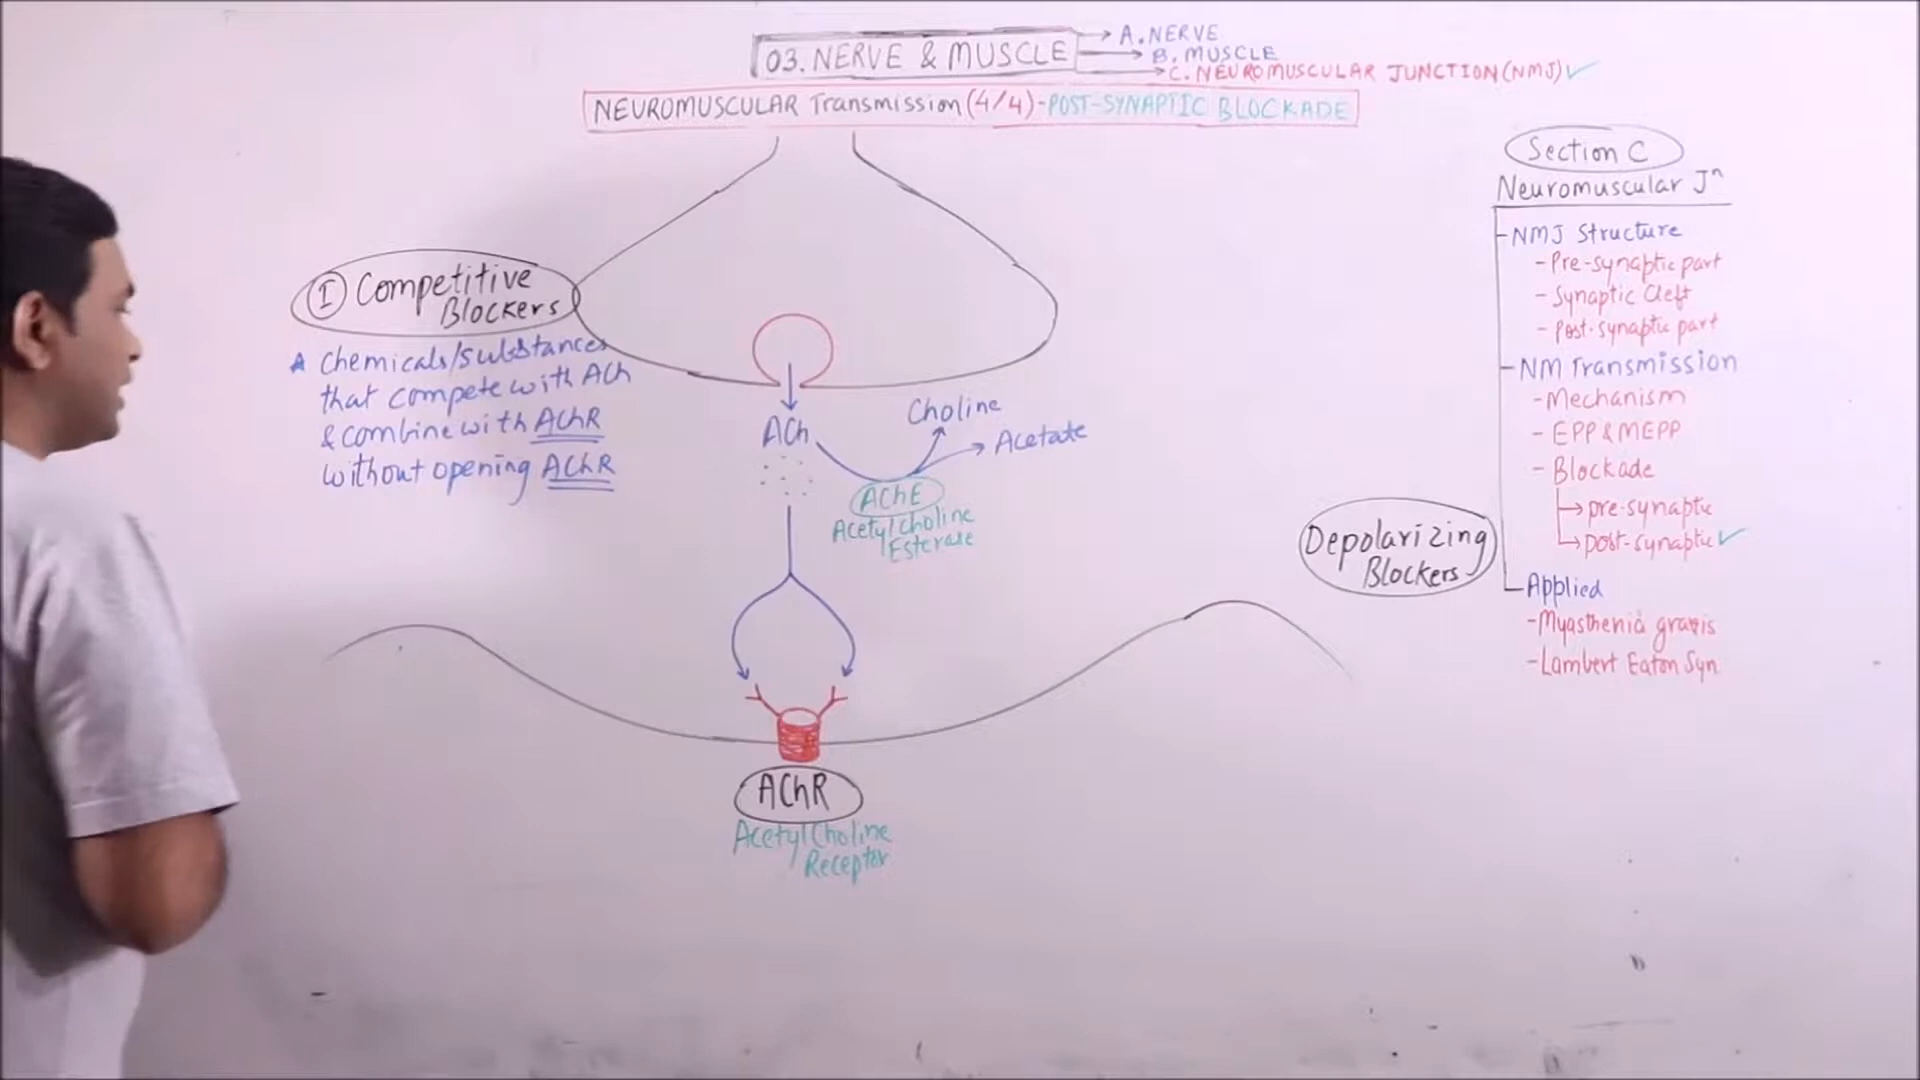 03. NERVE & MUSCLE
A. NERVE
B. MUSCLE
C. NEUROMUSCULAR JUNCTION (NMJ) ✓
NEUROMUSCULAR Transmission (4/4) - POST-SYNAPTIC BLOCKADE
I Competitive
Blockers
Chemicals/substances
that compete with ACh
& combine with AChR
without opening AChR
ACh
Choline
Acetate
AChE
Acetylcholine
Esterase
AChR
Acetylcholine
Receptor
Depolarizing
Blockers
Section C
Neuromuscular Jⁿ
- NMJ Structure
- Pre-synaptic part
- Synaptic Cleft
- Post-synaptic part
- NM Transmission
- Mechanism
- EPP & MEPP
- Blockade
→ pre-synaptic
→ post-synaptic ✓
- Applied
- Myasthenia gravis
- Lambert Eaton Syn